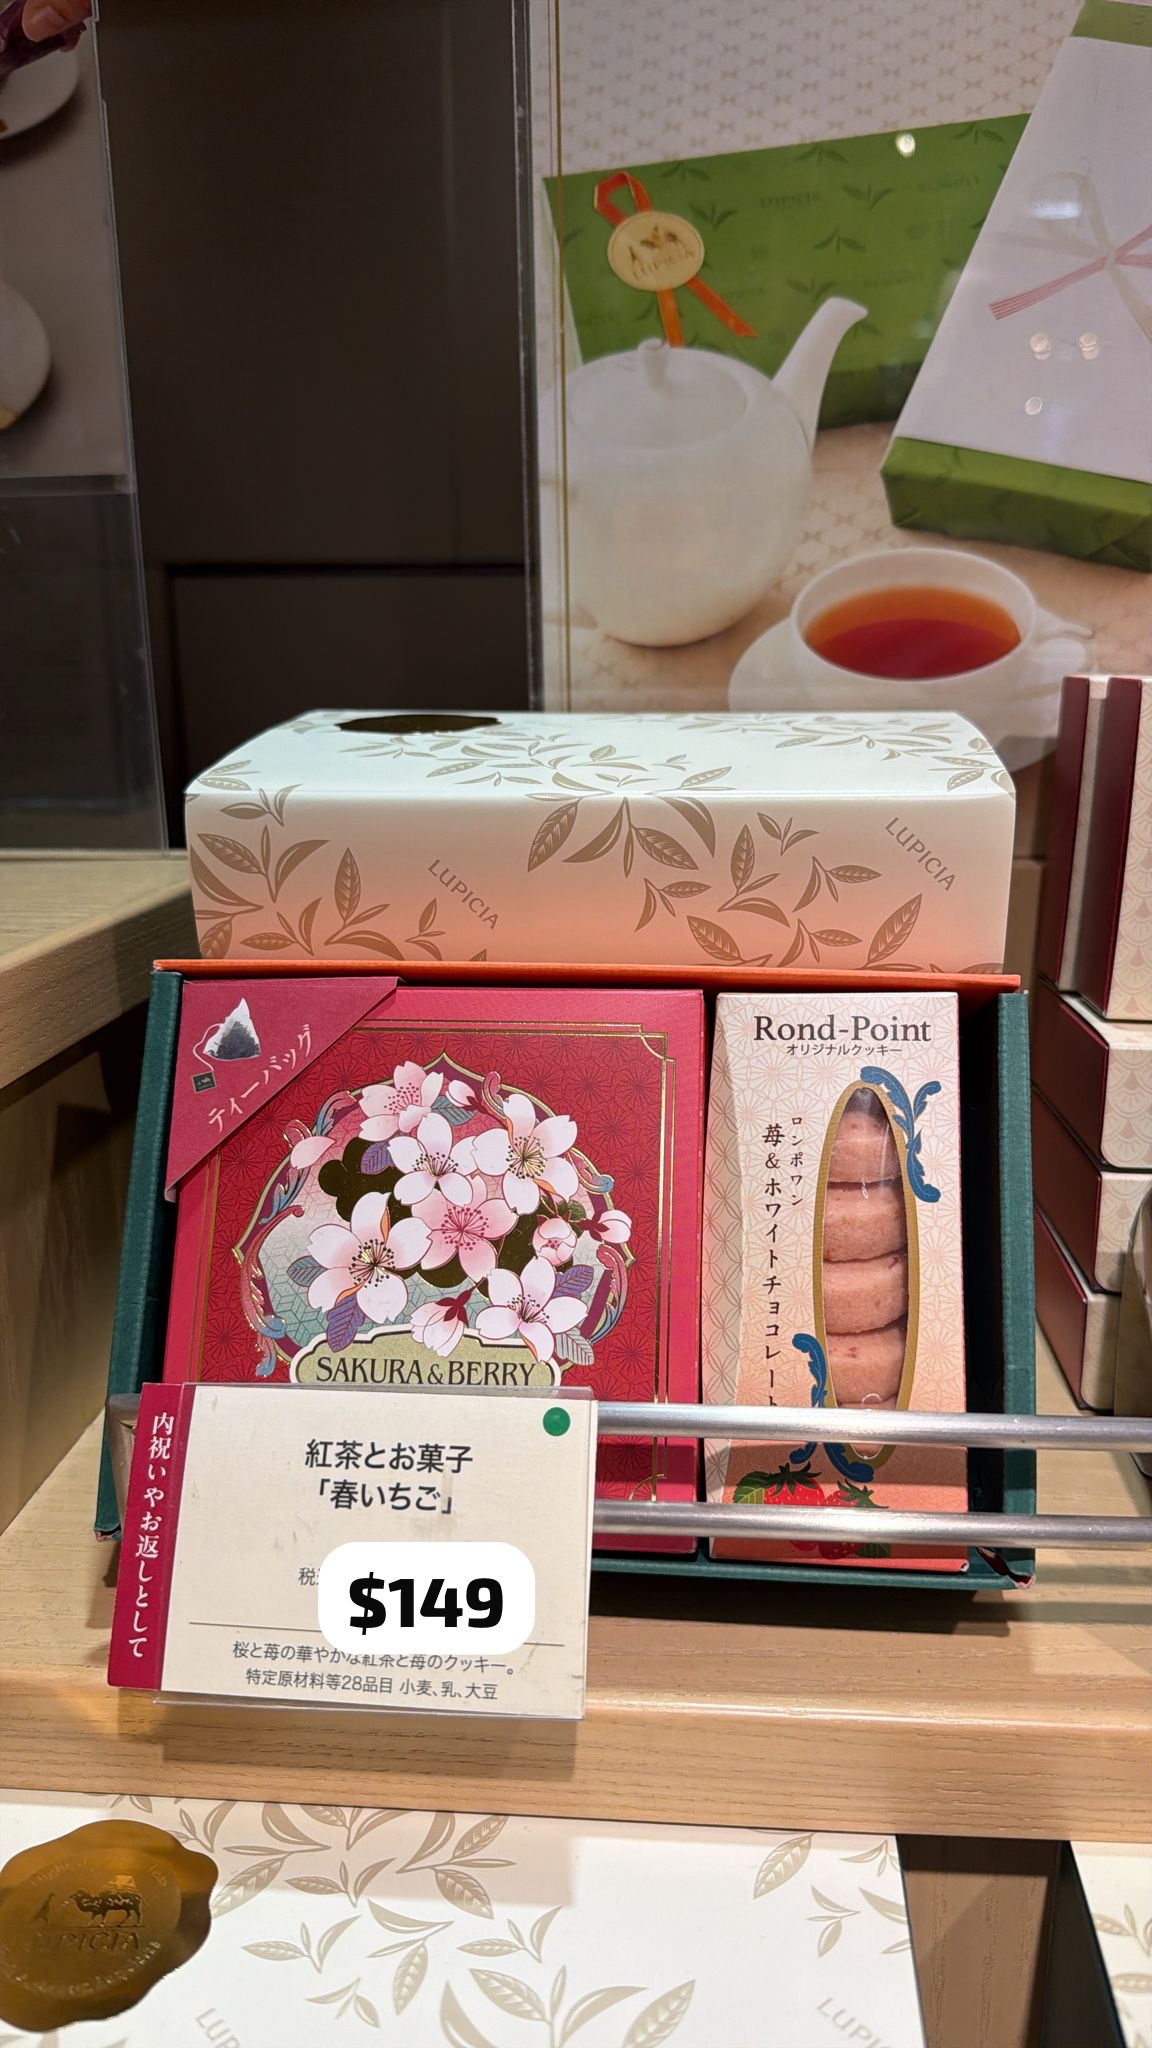 LUPICIA
LUPICIA
LUPICIA
LUPICIA
Rond-Point
オリジナルクッキー
ロンポワン
苺&ホワイトチョコレート
ティーバッグ
SAKURA&BERRY
内祝いやお返しとして
紅茶とお菓子
「春いちご」
税
$149
桜と苺の華やかな紅茶と苺のクッキー。
特定原材料等28品目 小麦、乳、大豆
LUPICIA